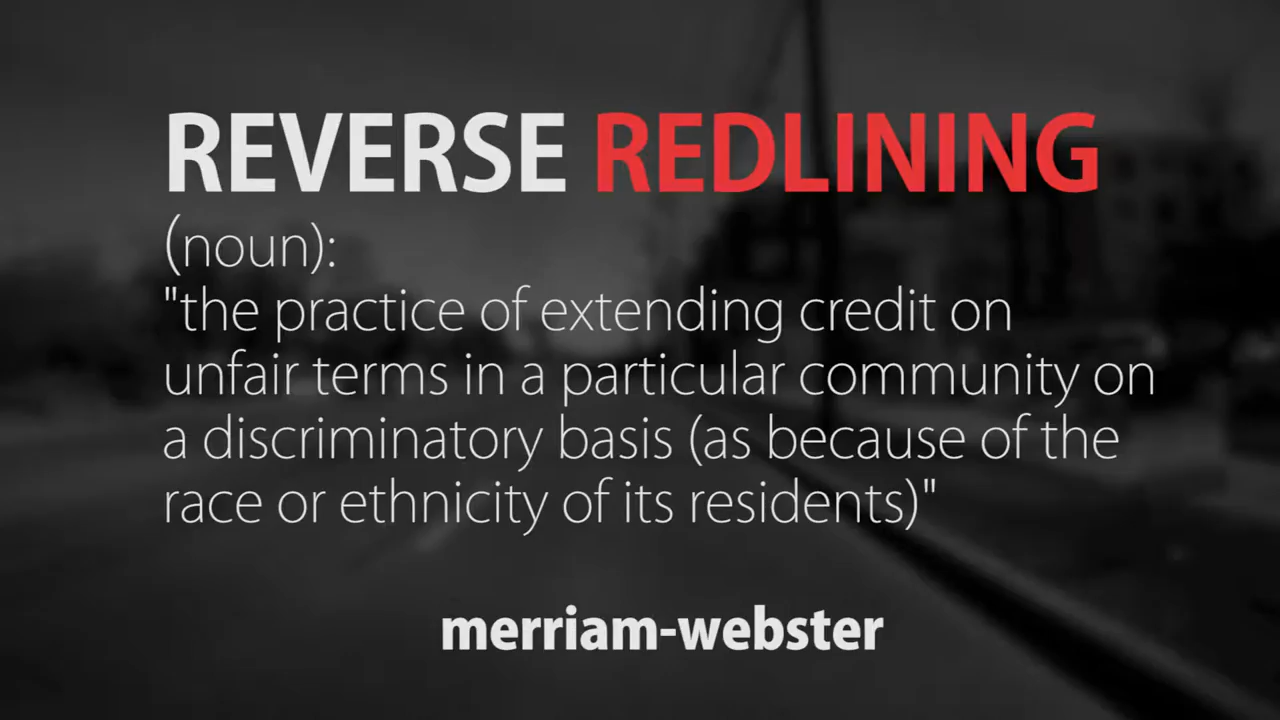 REVERSE REDLINING
(noun):
"the practice of extending credit on
unfair terms in a particular community on
a discriminatory basis (as because of the
race or ethnicity of its residents)"
merriam-webster